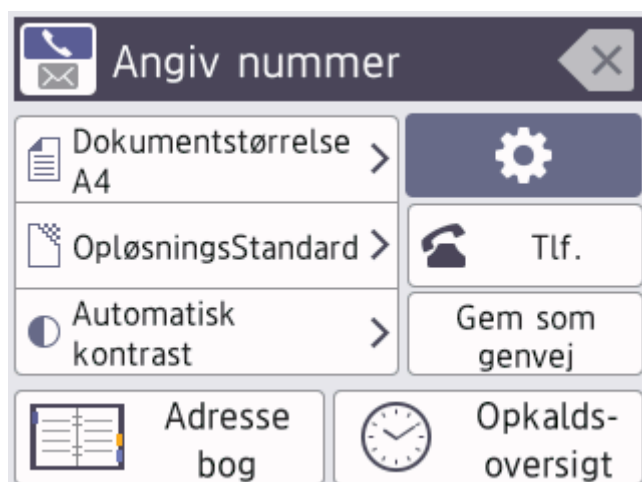 Angiv nummer
Dokumentstørrelse
A4
OpløsningsStandard
Tlf.
Automatisk
kontrast
Gem som
genvej
Adresse
bog
Opkalds-
oversigt